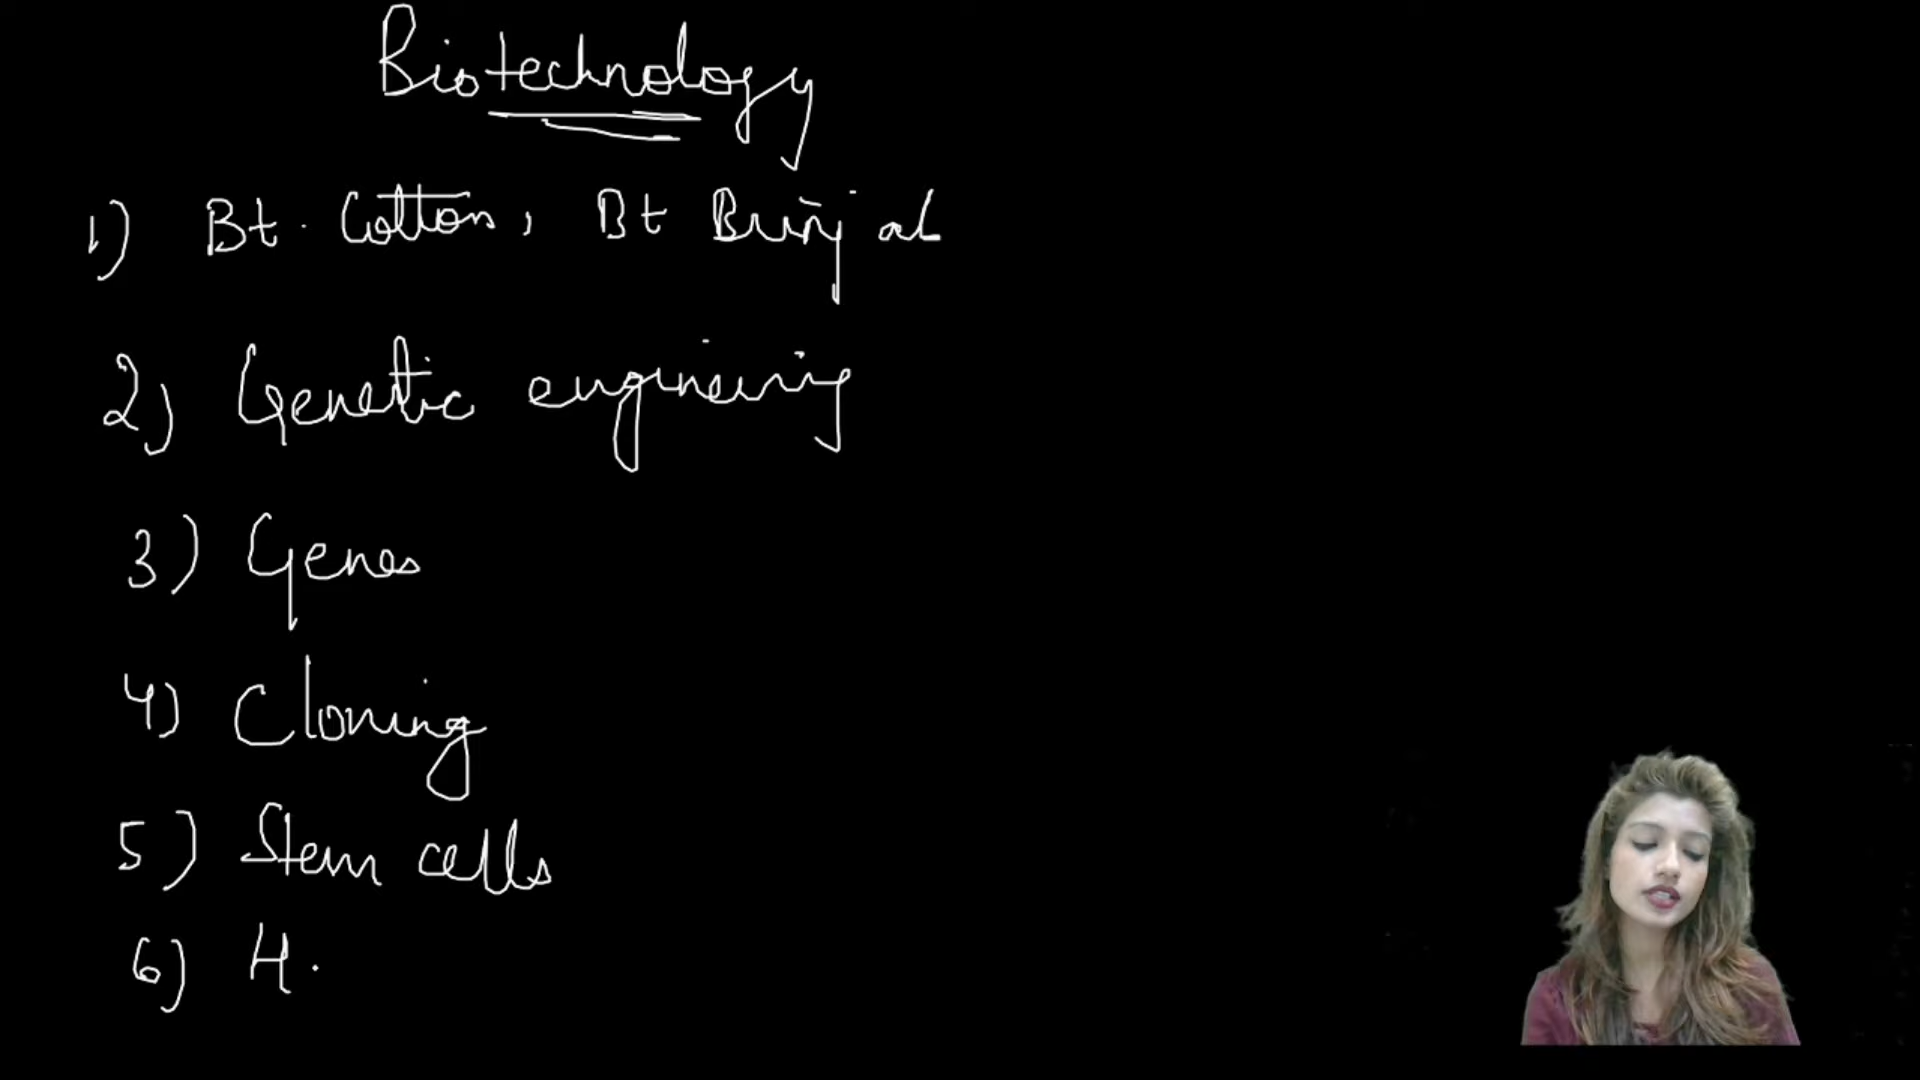 Biotechnology
1) Bt. Cotton, Bt Brinjal
2) Genetic engineering
3) Genes
4) Cloning
5) Stem cells
6) H.